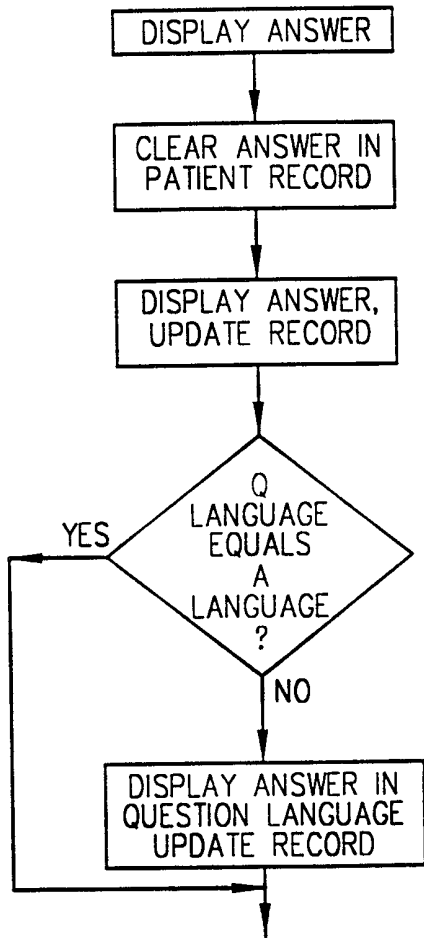 DISPLAY ANSWER
CLEAR ANSWER IN
PATIENT RECORD
DISPLAY ANSWER,
UPDATE RECORD
Q
LANGUAGE
EQUALS
A
LANGUAGE
?
YES
NO
DISPLAY ANSWER IN
QUESTION LANGUAGE
UPDATE RECORD